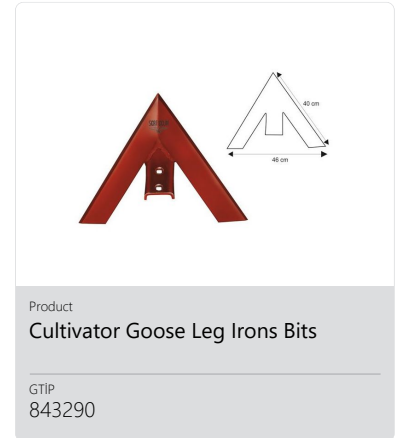 40 cm
46 cm
Product
Cultivator Goose Leg Irons Bits
GTİP
843290